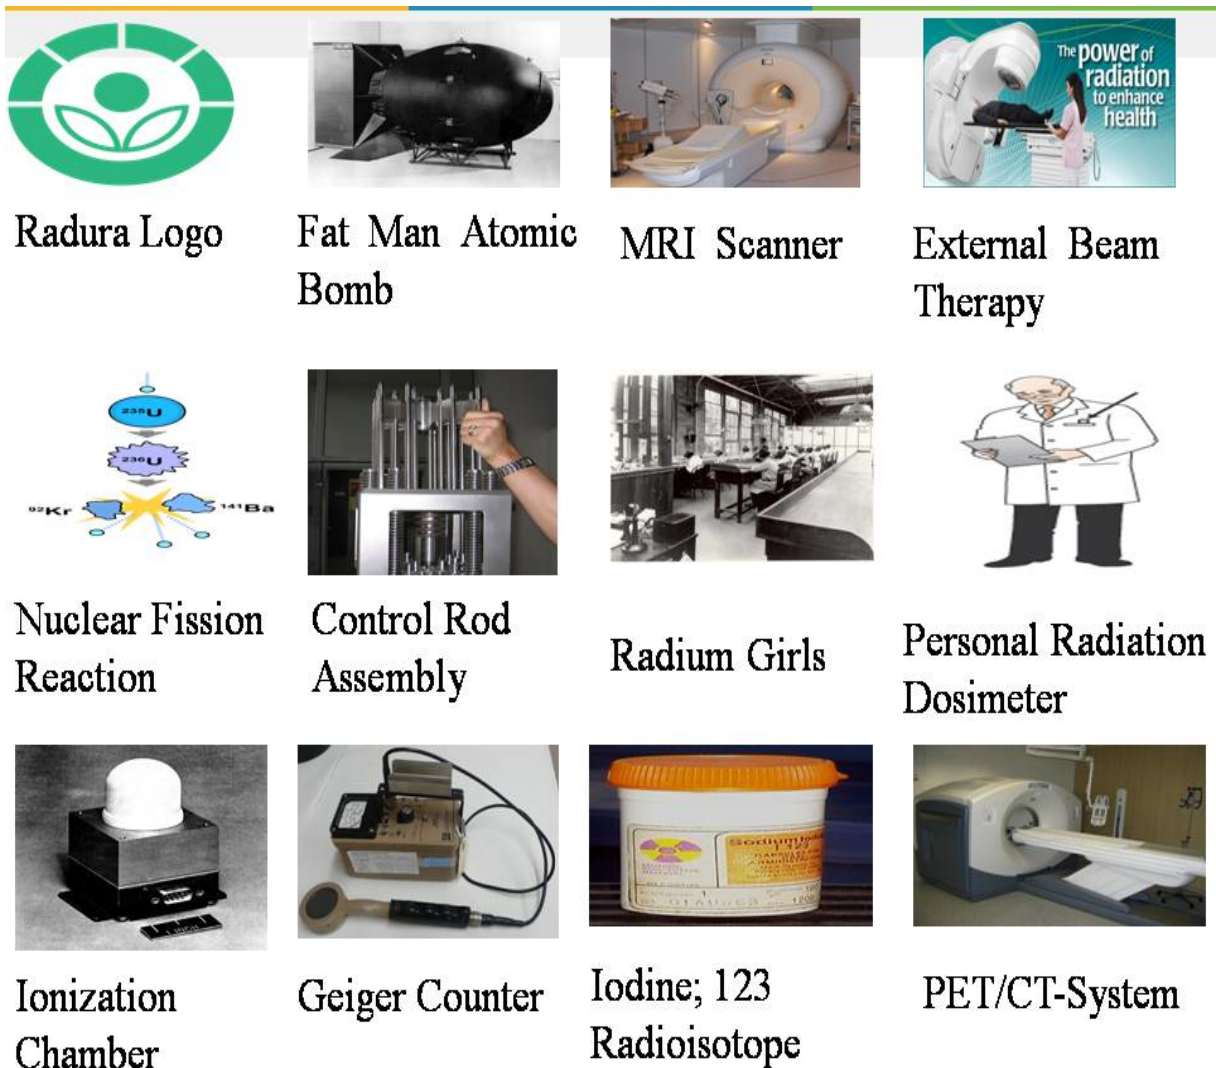 The power of
radiation
to enhance
health
Radura Logo
Fat Man Atomic
Bomb
MRI Scanner
External Beam
Therapy
235U
236U
92Kr
141Ba
Nuclear Fission
Reaction
Control Rod
Assembly
Radium Girls
Personal Radiation
Dosimeter
Sodium Iodide
Ionization
Chamber
Geiger Counter
Iodine; 123
Radioisotope
PET/CT-System